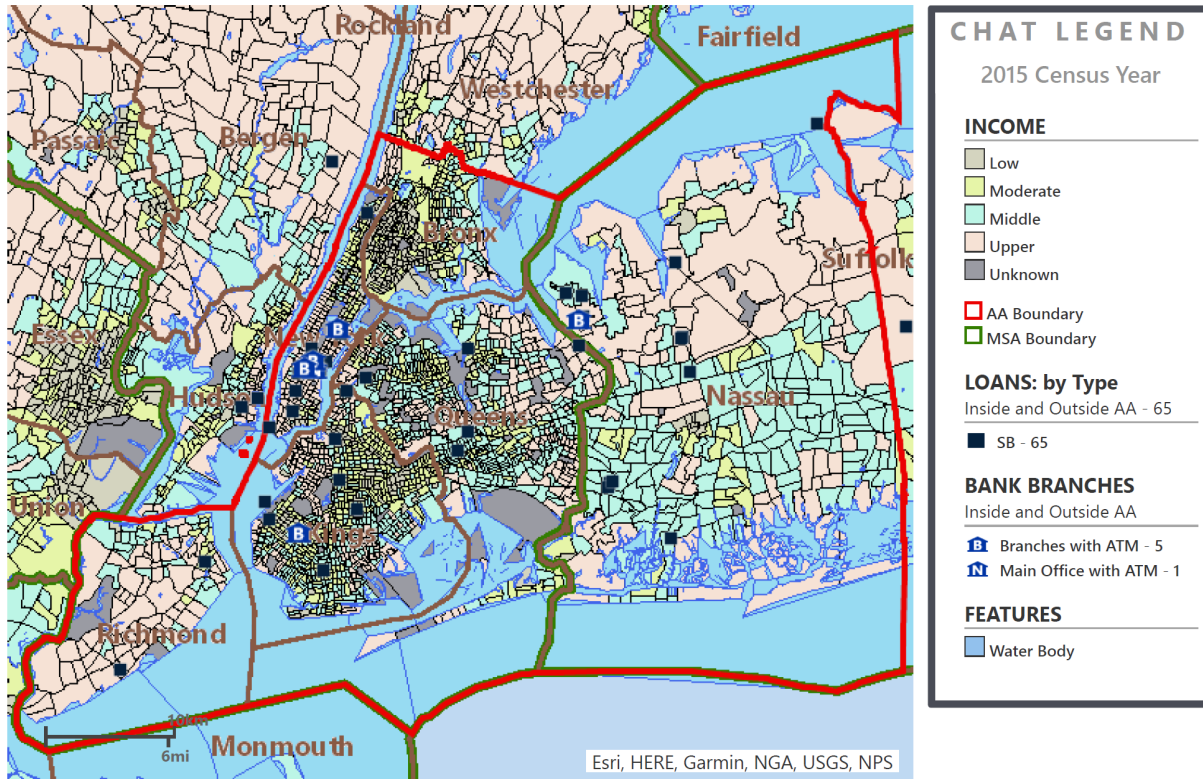 Rockland
Fairfield
Westchester
Passaic
Bergen
Bronx
Suffolk
Essex
New York
Hudson
Nassau
Queens
Union
Kings
Richmond
10km
6mi
Monmouth
Esri, HERE, Garmin, NGA, USGS, NPS
B
B
B
B
B
CHAT LEGEND
2015 Census Year
INCOME
Low
Moderate
Middle
Upper
Unknown
AA Boundary
MSA Boundary
LOANS: by Type
Inside and Outside AA - 65
SB - 65
BANK BRANCHES
Inside and Outside AA
B Branches with ATM - 5
N Main Office with ATM - 1
FEATURES
Water Body